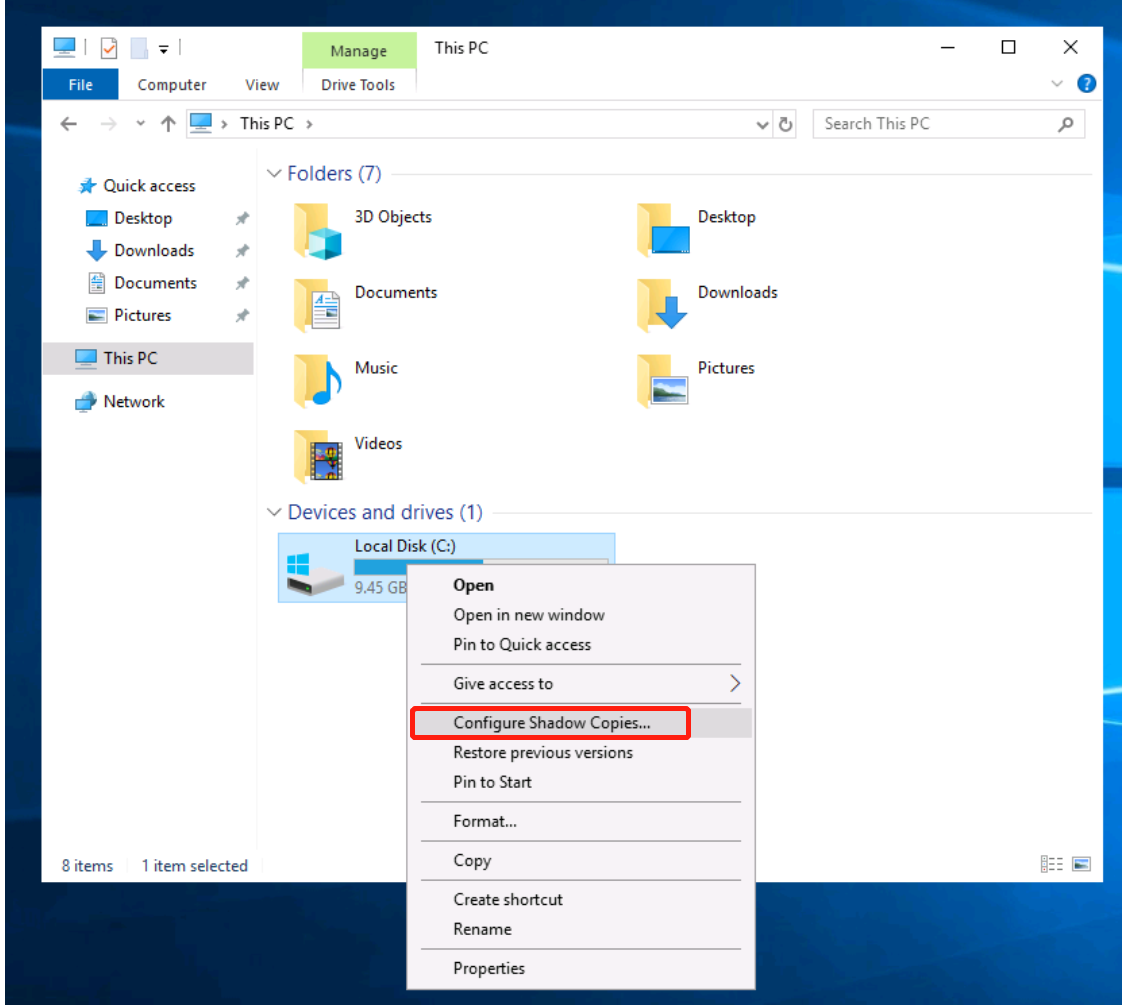 Manage
This PC
File
Computer
View
Drive Tools
This PC
Search This PC
Quick access
Desktop
Downloads
Documents
Pictures
This PC
Network
Folders (7)
3D Objects
Desktop
Documents
Downloads
Music
Pictures
Videos
Devices and drives (1)
Local Disk (C:)
9.45 GB
Open
Open in new window
Pin to Quick access
Give access to
Configure Shadow Copies...
Restore previous versions
Pin to Start
Format...
Copy
Create shortcut
Rename
Properties
8 items
1 item selected